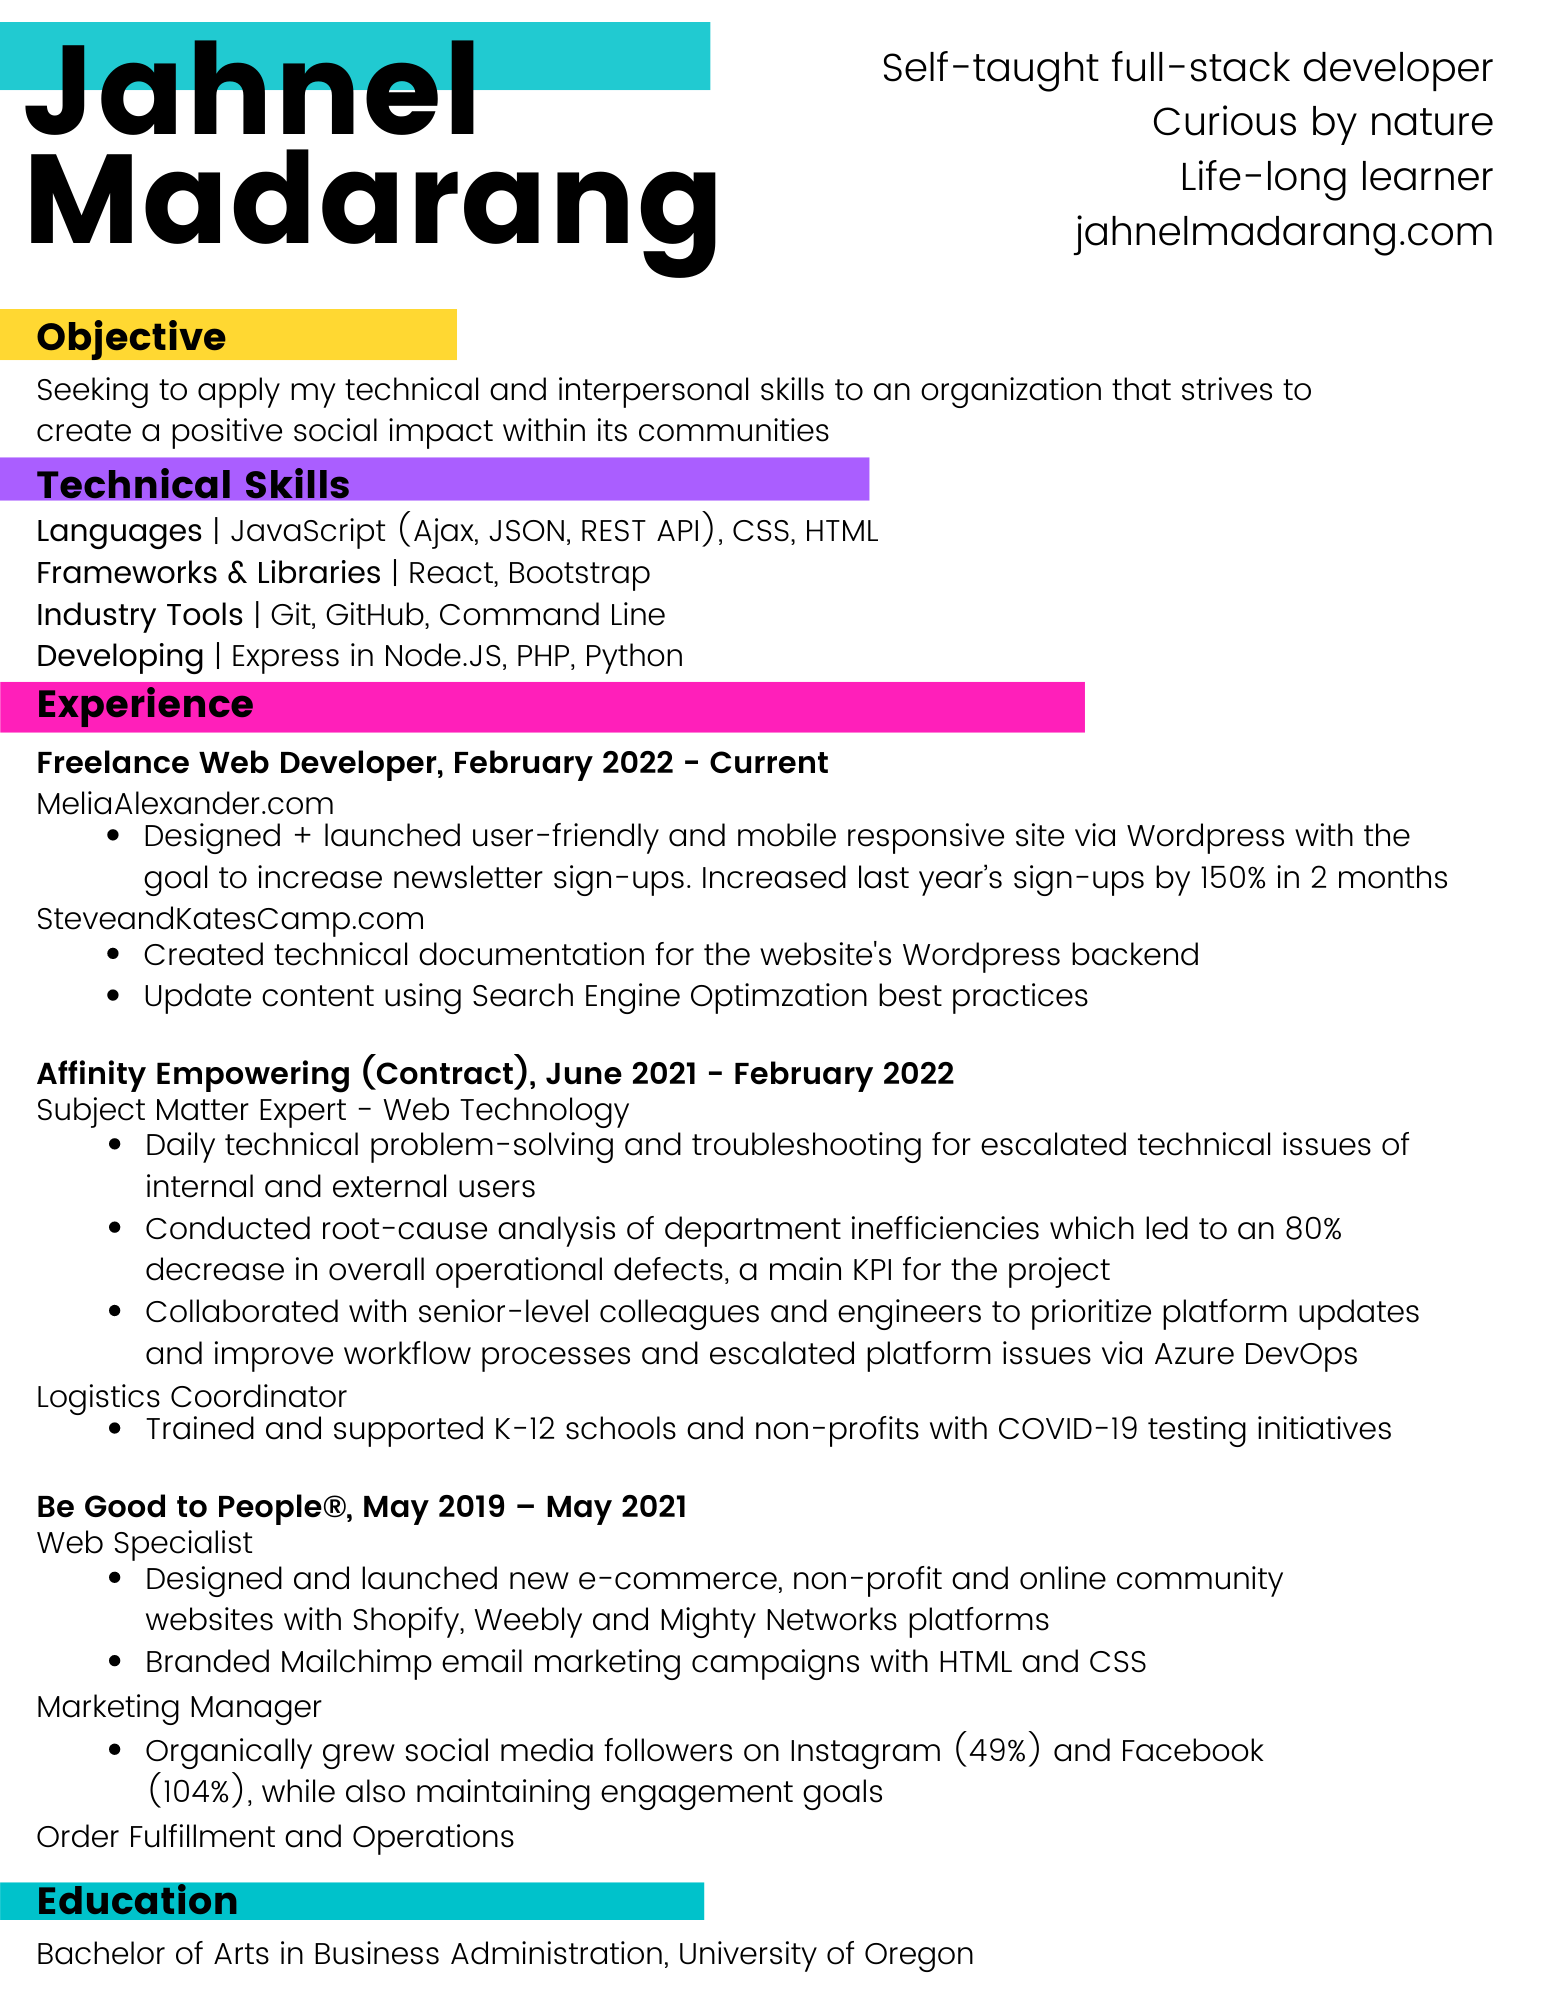 Jahnel
Madarang
Self-taught full-stack developer
Curious by nature
Life-long learner
jahnelmadarang.com
Objective
Seeking to apply my technical and interpersonal skills to an organization that strives to
create a positive social impact within its communities
Technical Skills
Languages | JavaScript (Ajax, JSON, REST API), CSS, HTML
Frameworks & Libraries | React, Bootstrap
Industry Tools | Git, GitHub, Command Line
Developing | Express in Node.JS, PHP, Python
Experience
Freelance Web Developer, February 2022 - Current
MeliaAlexander.com
• Designed + launched user-friendly and mobile responsive site via Wordpress with the
goal to increase newsletter sign-ups. Increased last year’s sign-ups by 150% in 2 months
SteveandKatesCamp.com
• Created technical documentation for the website's Wordpress backend
• Update content using Search Engine Optimzation best practices
Affinity Empowering (Contract), June 2021 - February 2022
Subject Matter Expert - Web Technology
• Daily technical problem-solving and troubleshooting for escalated technical issues of
internal and external users
• Conducted root-cause analysis of department inefficiencies which led to an 80%
decrease in overall operational defects, a main KPI for the project
• Collaborated with senior-level colleagues and engineers to prioritize platform updates
and improve workflow processes and escalated platform issues via Azure DevOps
Logistics Coordinator
• Trained and supported K-12 schools and non-profits with COVID-19 testing initiatives
Be Good to People®, May 2019 – May 2021
Web Specialist
• Designed and launched new e-commerce, non-profit and online community
websites with Shopify, Weebly and Mighty Networks platforms
• Branded Mailchimp email marketing campaigns with HTML and CSS
Marketing Manager
• Organically grew social media followers on Instagram (49%) and Facebook
(104%), while also maintaining engagement goals
Order Fulfillment and Operations
Education
Bachelor of Arts in Business Administration, University of Oregon